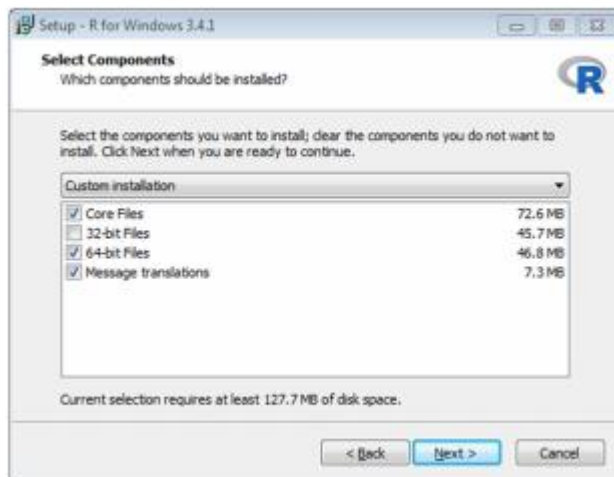 Setup - R for Windows 3.4.1
Select Components
Which components should be installed?
R
Select the components you want to install; clear the components you do not want to
install. Click Next when you are ready to continue.
Custom installation
Core Files 72.6 MB
32-bit Files 45.7 MB
64-bit Files 46.8 MB
Message translations 7.3 MB
Current selection requires at least 127.7 MB of disk space.
< Back Next > Cancel